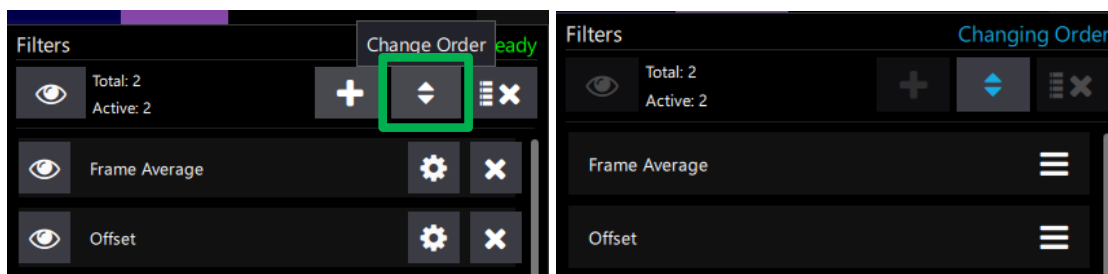 Filters
Change Order
eady
Total: 2
Active: 2
Frame Average
Offset
Filters
Changing Order
Total: 2
Active: 2
Frame Average
Offset